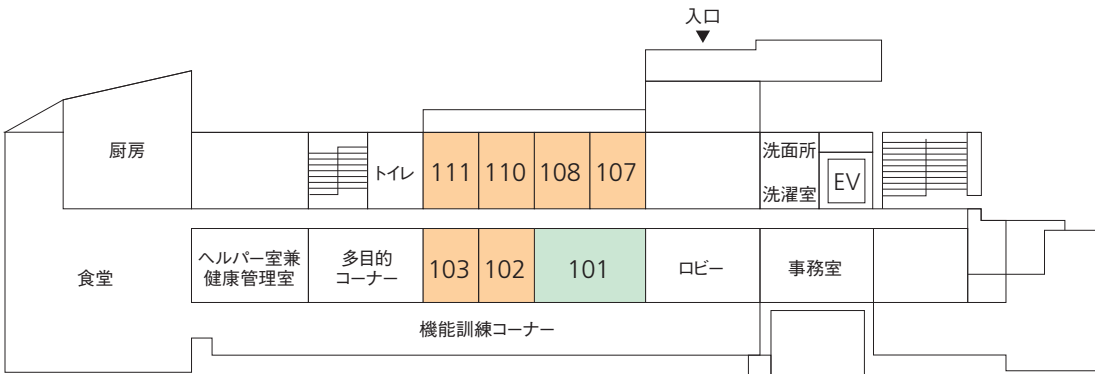 入口
厨房
トイレ
111
110
108
107
洗面所
洗濯室
EV
食堂
ヘルパー室兼
健康管理室
多目的
コーナー
103
102
101
ロビー
事務室
機能訓練コーナー